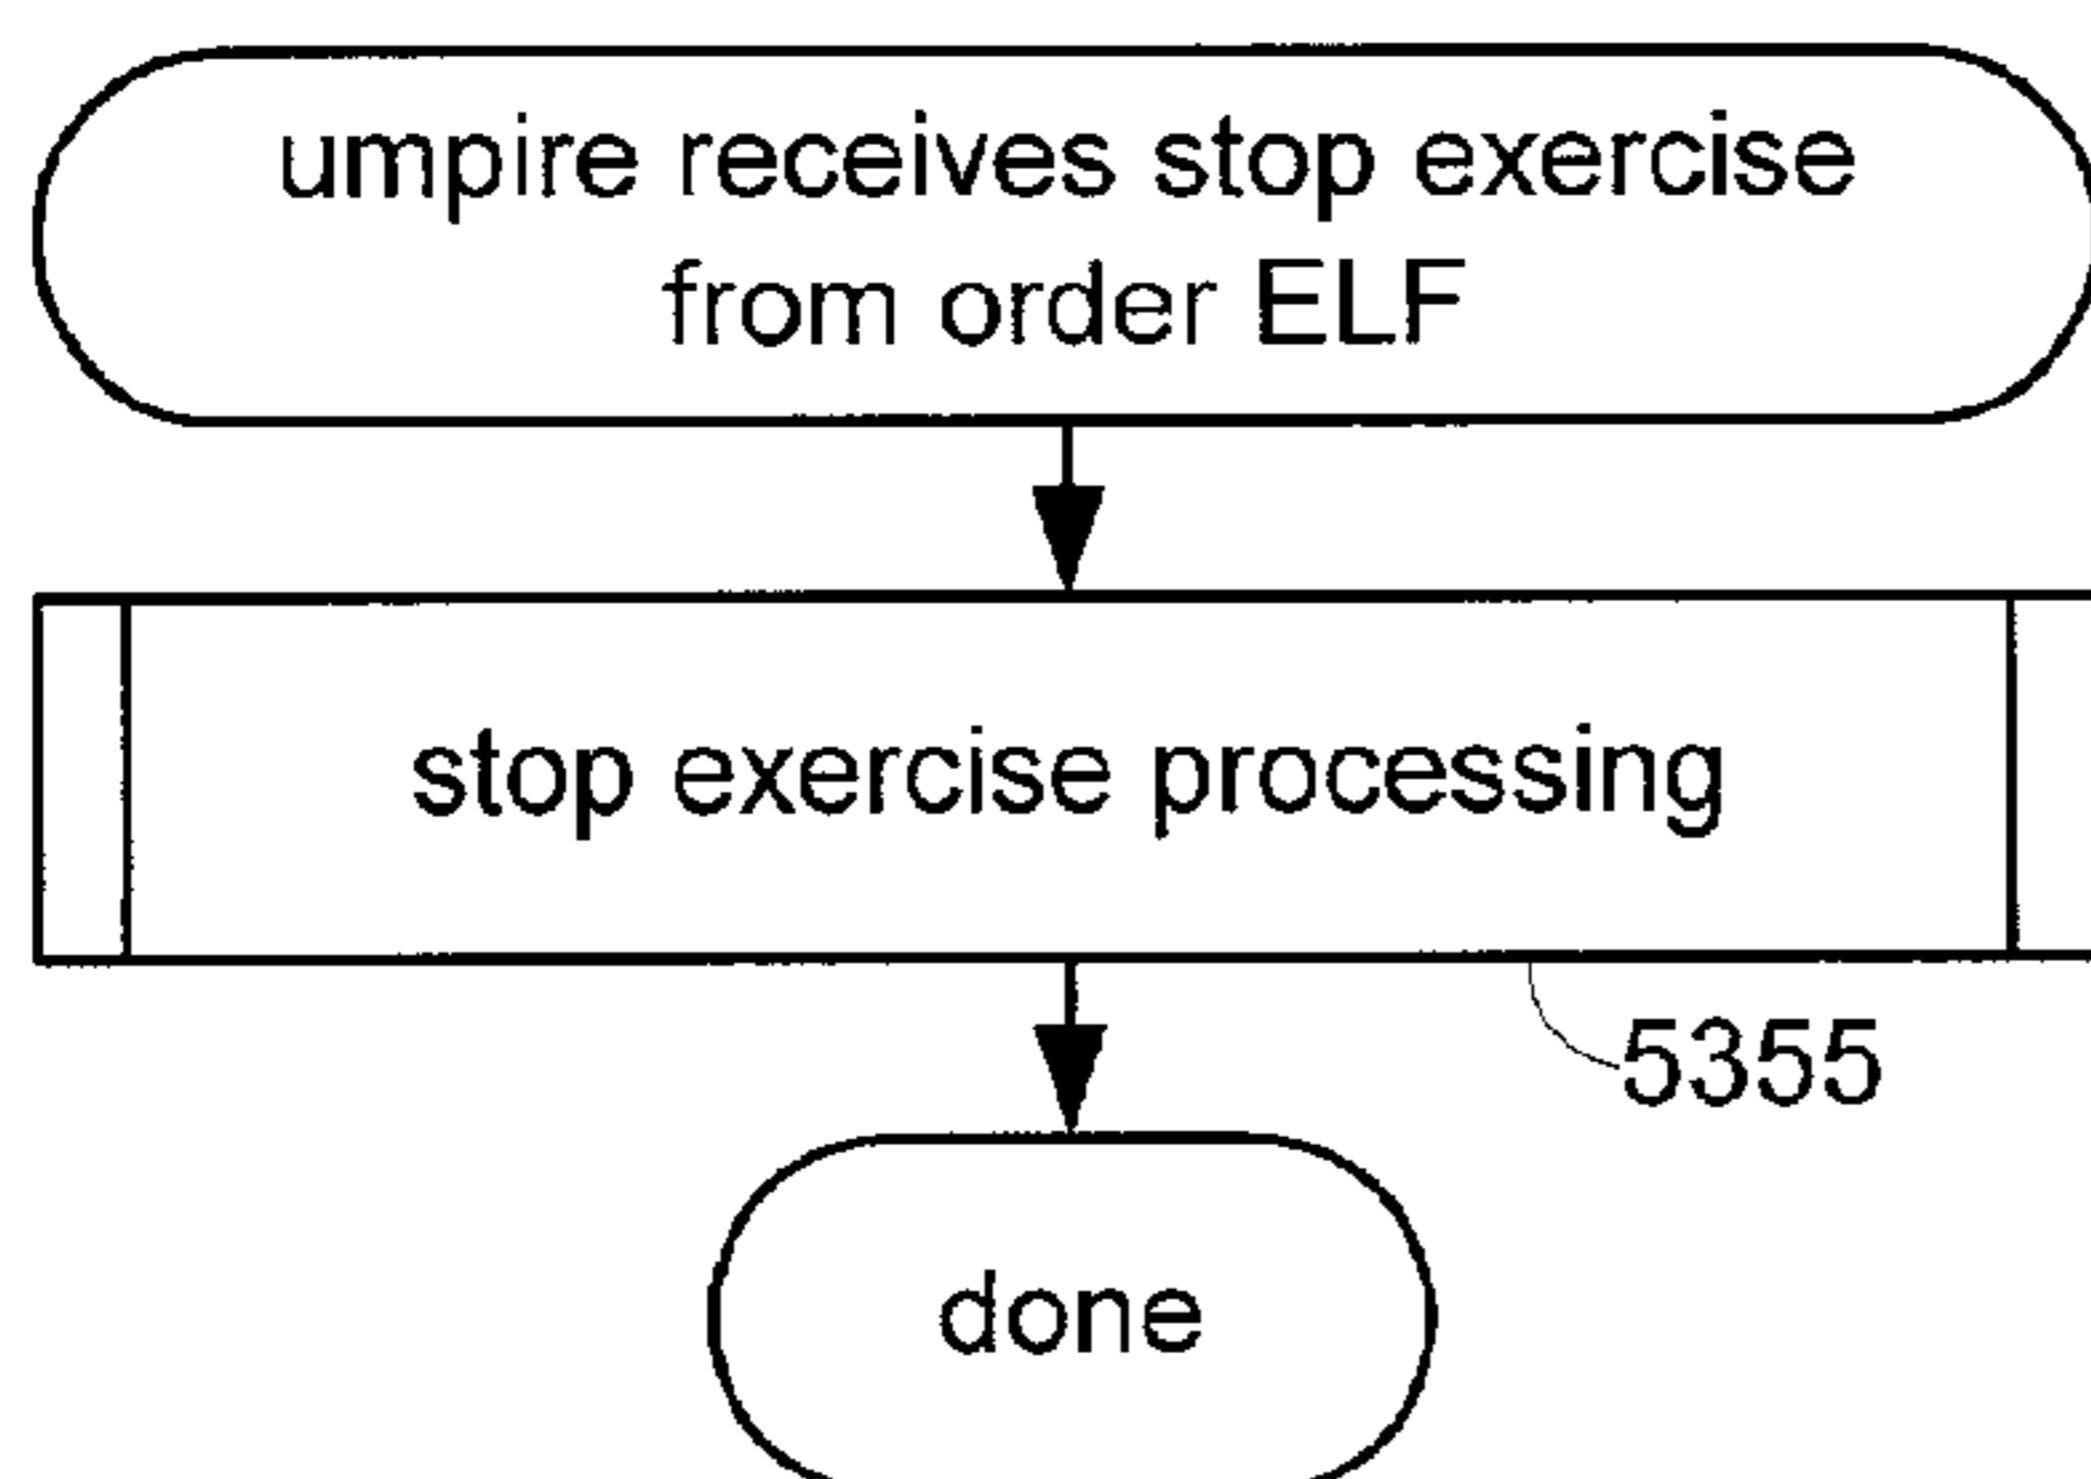 umpire receives stop exercise
from order ELF
stop exercise processing
5355
done